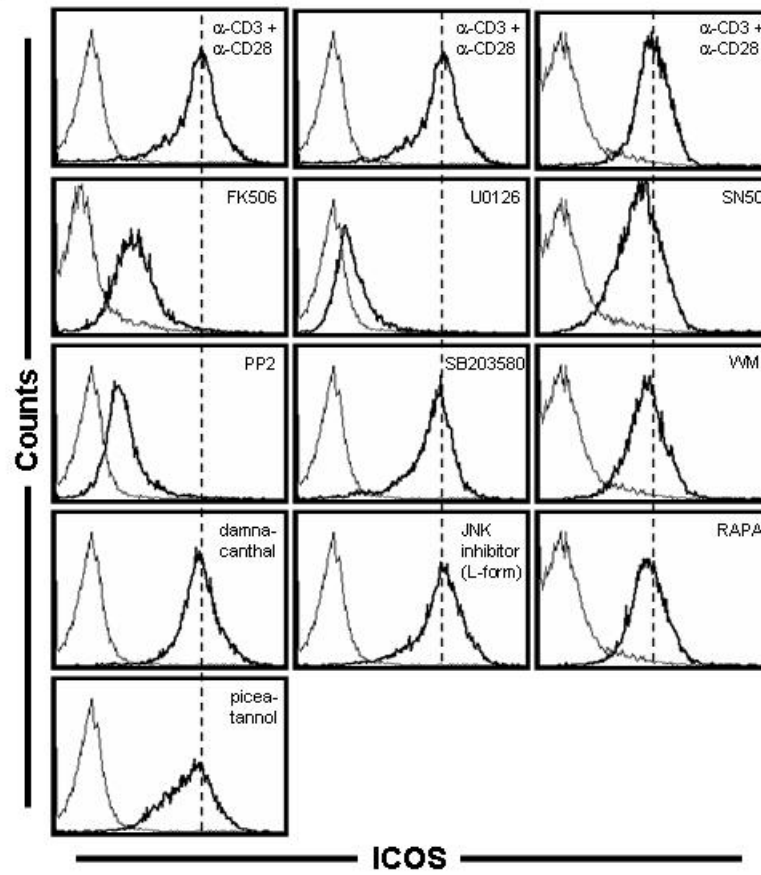 α-CD3 +
α-CD28
α-CD3 +
α-CD28
α-CD3 +
α-CD28
FK506
U0126
SN50
PP2
SB203580
WM
damna-
canthal
JNK
inhibitor
(L-form)
RAPA
picea-
tannol
Counts
ICOS